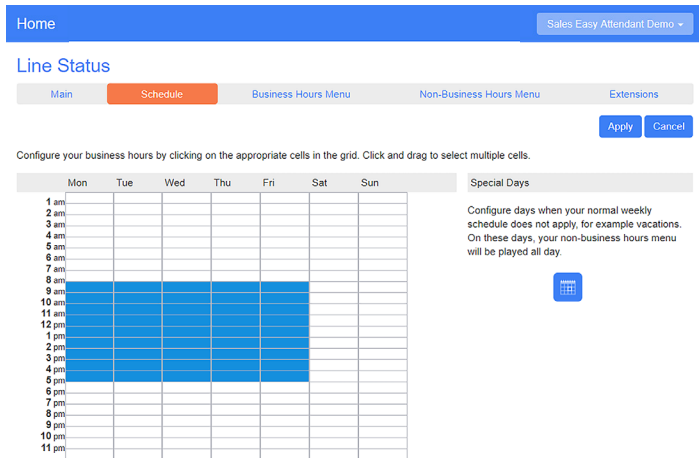 Home
Sales Easy Attendant Demo
Line Status
Main Schedule Business Hours Menu Non-Business Hours Menu Extensions
Apply Cancel
Configure your business hours by clicking on the appropriate cells in the grid. Click and drag to select multiple cells.
Mon Tue Wed Thu Fri Sat Sun
1 am
2 am
3 am
4 am
5 am
6 am
7 am
8 am
9 am
10 am
11 am
12 pm
1 pm
2 pm
3 pm
4 pm
5 pm
6 pm
7 pm
8 pm
9 pm
10 pm
11 pm
Special Days
Configure days when your normal weekly
schedule does not apply, for example vacations.
On these days, your non-business hours menu
will be played all day.